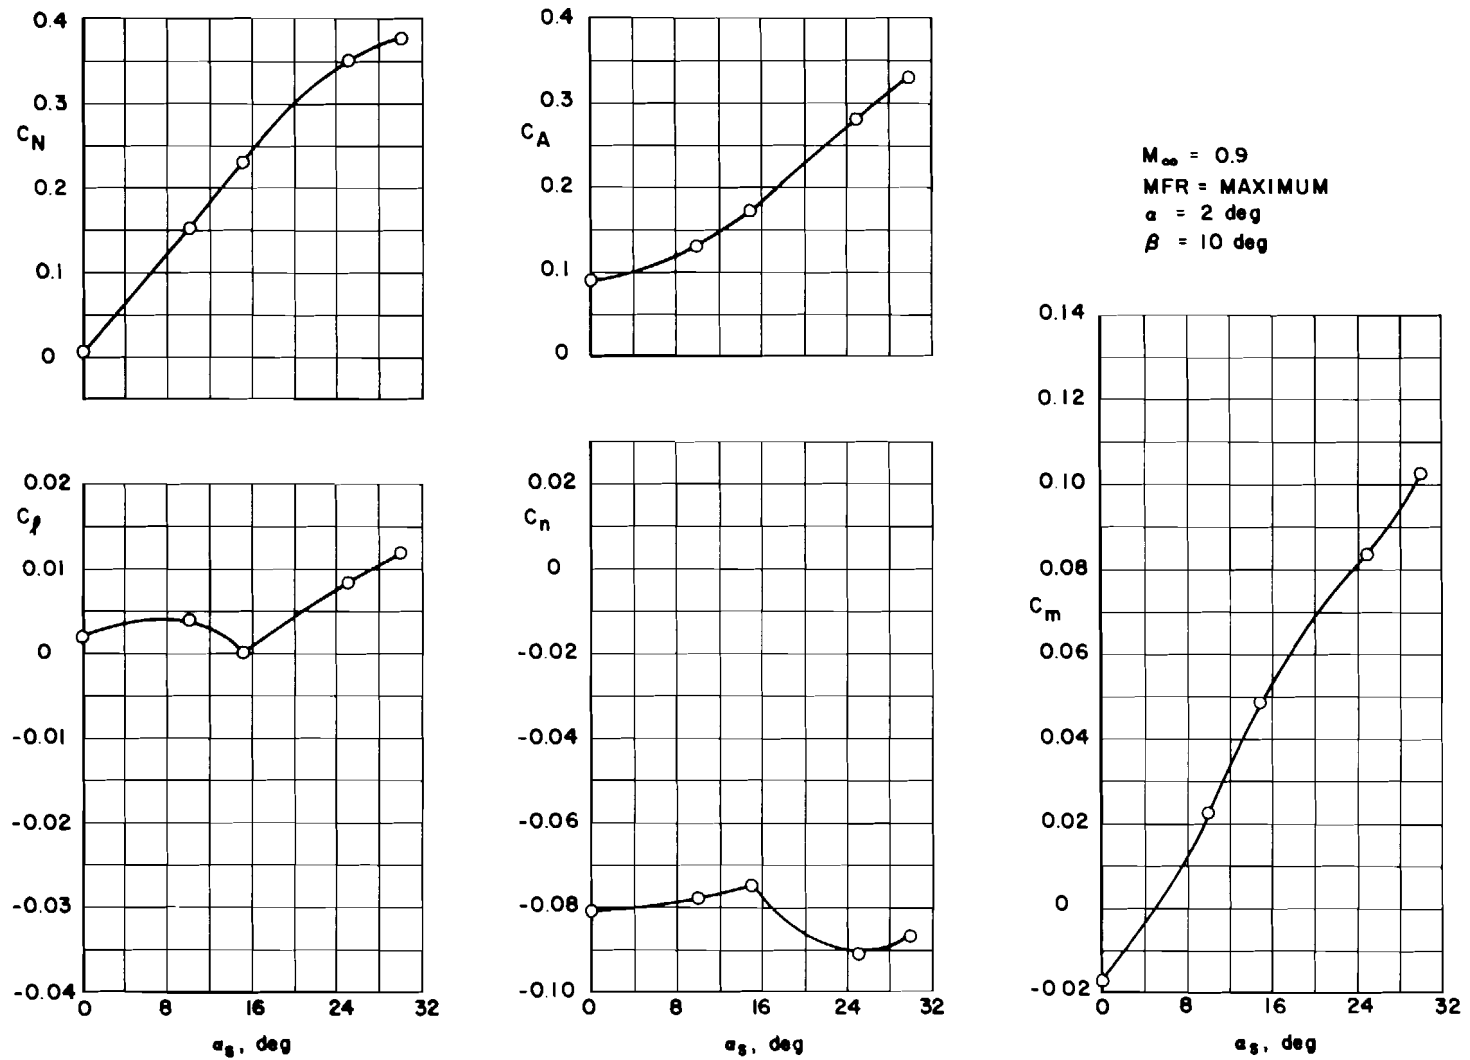 0.4
0.3
C_N
0.2
0.1
0
0.4
0.3
C_A
0.2
0.1
0
M∞ = 0.9
MFR = MAXIMUM
α = 2 deg
β = 10 deg
0.02
C_ℓ
0.01
0
-0.01
-0.02
-0.03
-0.04
0 8 16 24 32
α_s, deg
0.02
C_n
0
-0.02
-0.04
-0.06
-0.08
-0.10
0 8 16 24 32
α_s, deg
0.14
0.12
0.10
0.08
C_m
0.06
0.04
0.02
0
-0.02
0 8 16 24 32
α_s, deg